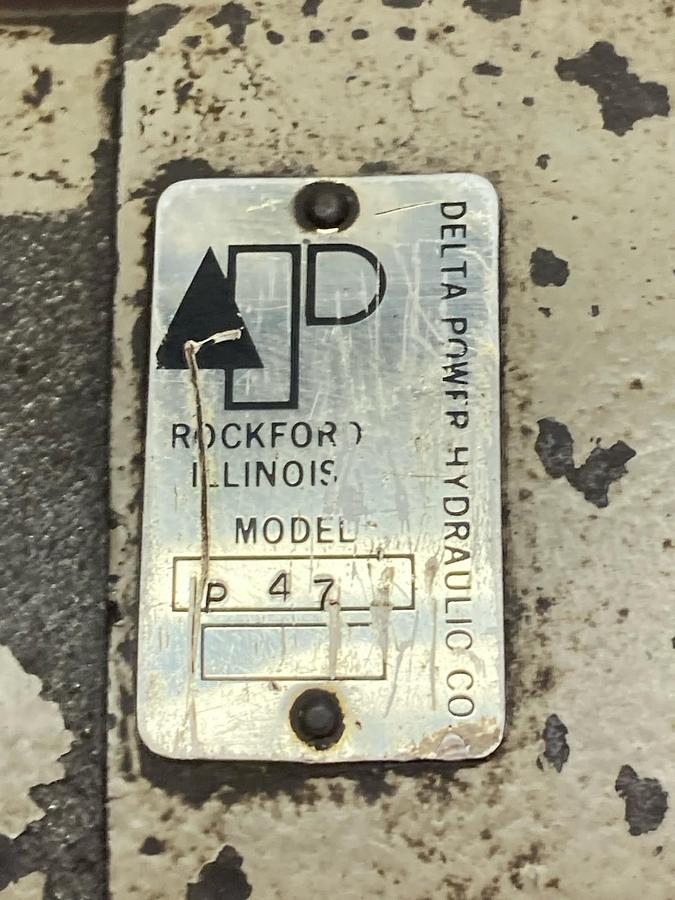 ROCKFORD
ILLINOIS
MODEL
P 47
DELTA POWER HYDRAULIC CO